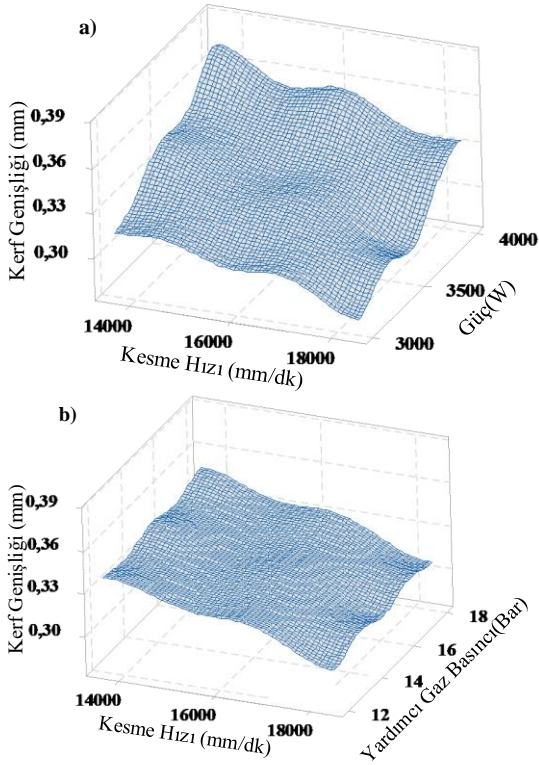 a)
Kerf Genişliği (mm)
0,39
0,36
0,33
0,30
14000
16000
18000
Kesme Hızı (mm/dk)
3000
3500
4000
Güç(W)
b)
Kerf Genişliği (mm)
0,39
0,36
0,33
0,30
14000
16000
18000
Kesme Hızı (mm/dk)
12
14
16
18
Yardımcı Gaz Basıncı(Bar)